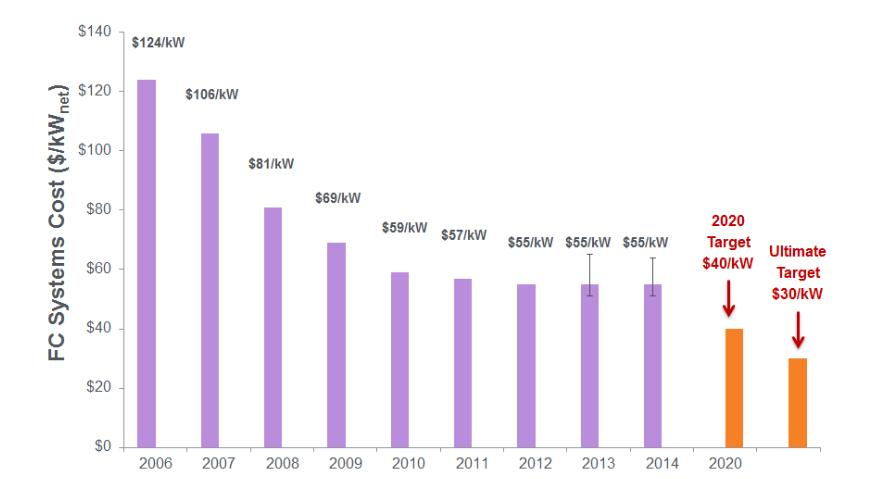 $140
$120
$100
$80
$60
$40
$20
$0
FC Systems Cost ($/kWnet)
$124/kW
$106/kW
$81/kW
$69/kW
$59/kW
$57/kW
$55/kW
$55/kW
$55/kW
2020
Target
$40/kW
Ultimate
Target
$30/kW
2006
2007
2008
2009
2010
2011
2012
2013
2014
2020